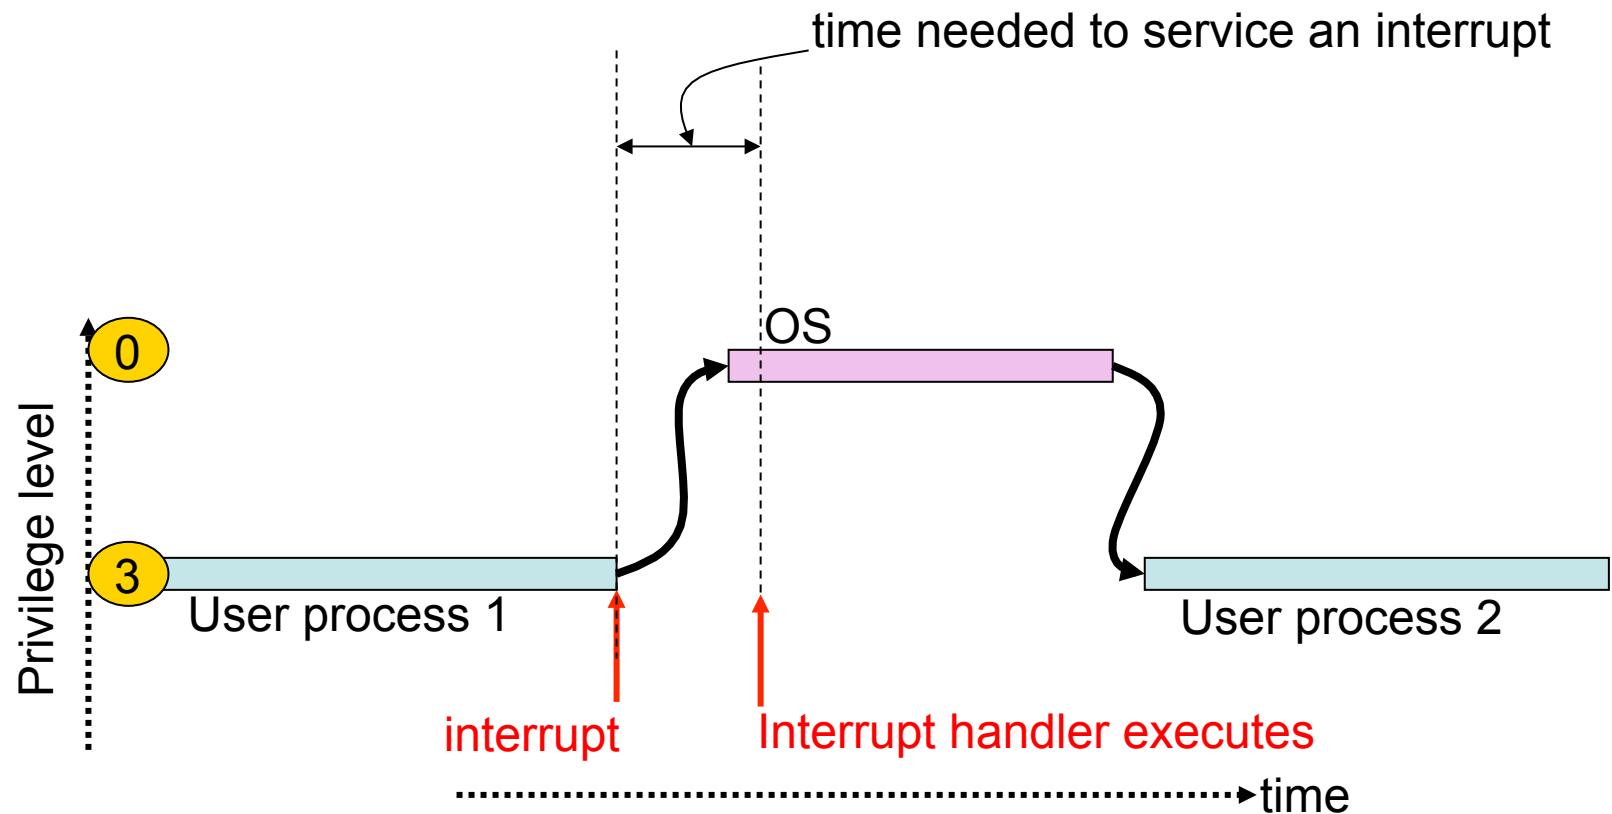 time needed to service an interrupt
OS
0
Privilege level
3
User process 1
User process 2
interrupt
Interrupt handler executes
time